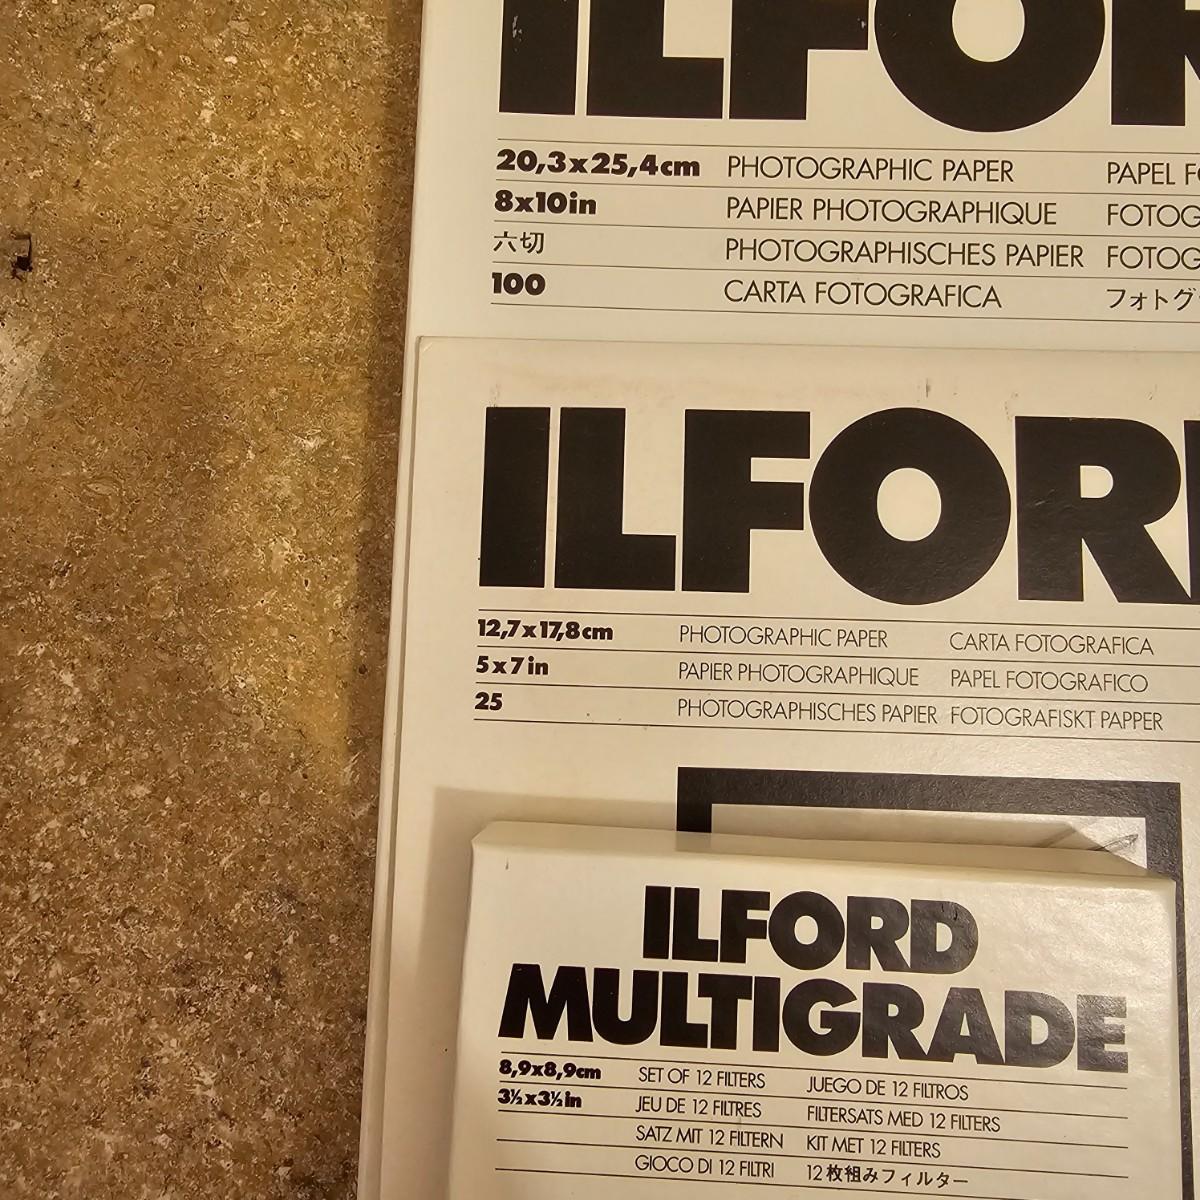 ILFOR
20,3x25,4cm PHOTOGRAPHIC PAPER PAPEL
8x10in PAPIER PHOTOGRAPHIQUE
六切 PHOTOGRAPHISCHES PAPIER
100 CARTA FOTOGRAFICA フォトグ
ILFOR
12,7x17,8cm PHOTOGRAPHIC PAPER CARTA FOTOGRAFICA
5x7in PAPIER PHOTOGRAPHIQUE PAPEL FOTOGRAFICO
25 PHOTOGRAPHISCHES PAPIER FOTOGRAFISKT PAPPER
ILFORD
MULTIGRADE
8,9x8,9cm SET OF 12 FILTERS JUEGO DE 12 FILTROS
3½x3½in JEU DE 12 FILTRES FILTERSATS MED 12 FILTERS
SATZ MIT 12 FILTERN KIT MET 12 FILTERS
GIOCO DI 12 FILTRI 12枚組みフィルター